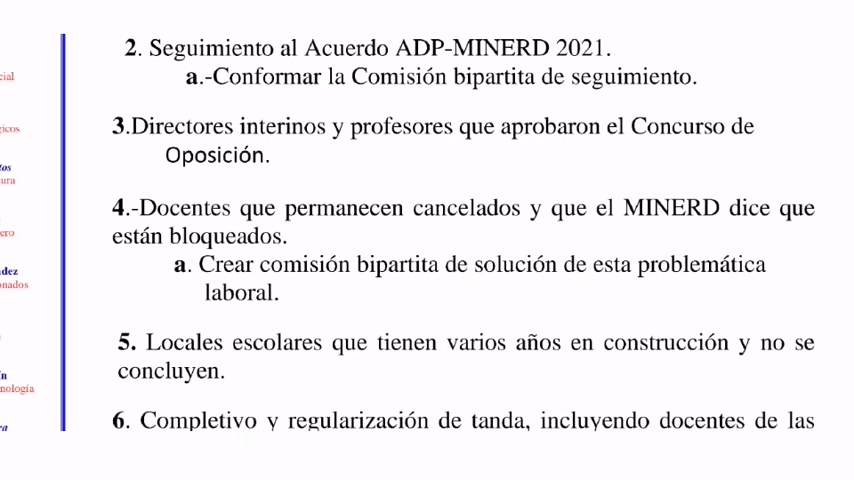 2. Seguimiento al Acuerdo ADP-MINERD 2021.
a.-Conformar la Comisión bipartita de seguimiento.
3.Directores interinos y profesores que aprobaron el Concurso de
Oposición.
4.-Docentes que permanecen cancelados y que el MINERD dice que
están bloqueados.
a. Crear comisión bipartita de solución de esta problemática
laboral.
5. Locales escolares que tienen varios años en construcción y no se
concluyen.
6. Completivo y regularización de tanda, incluyendo docentes de las